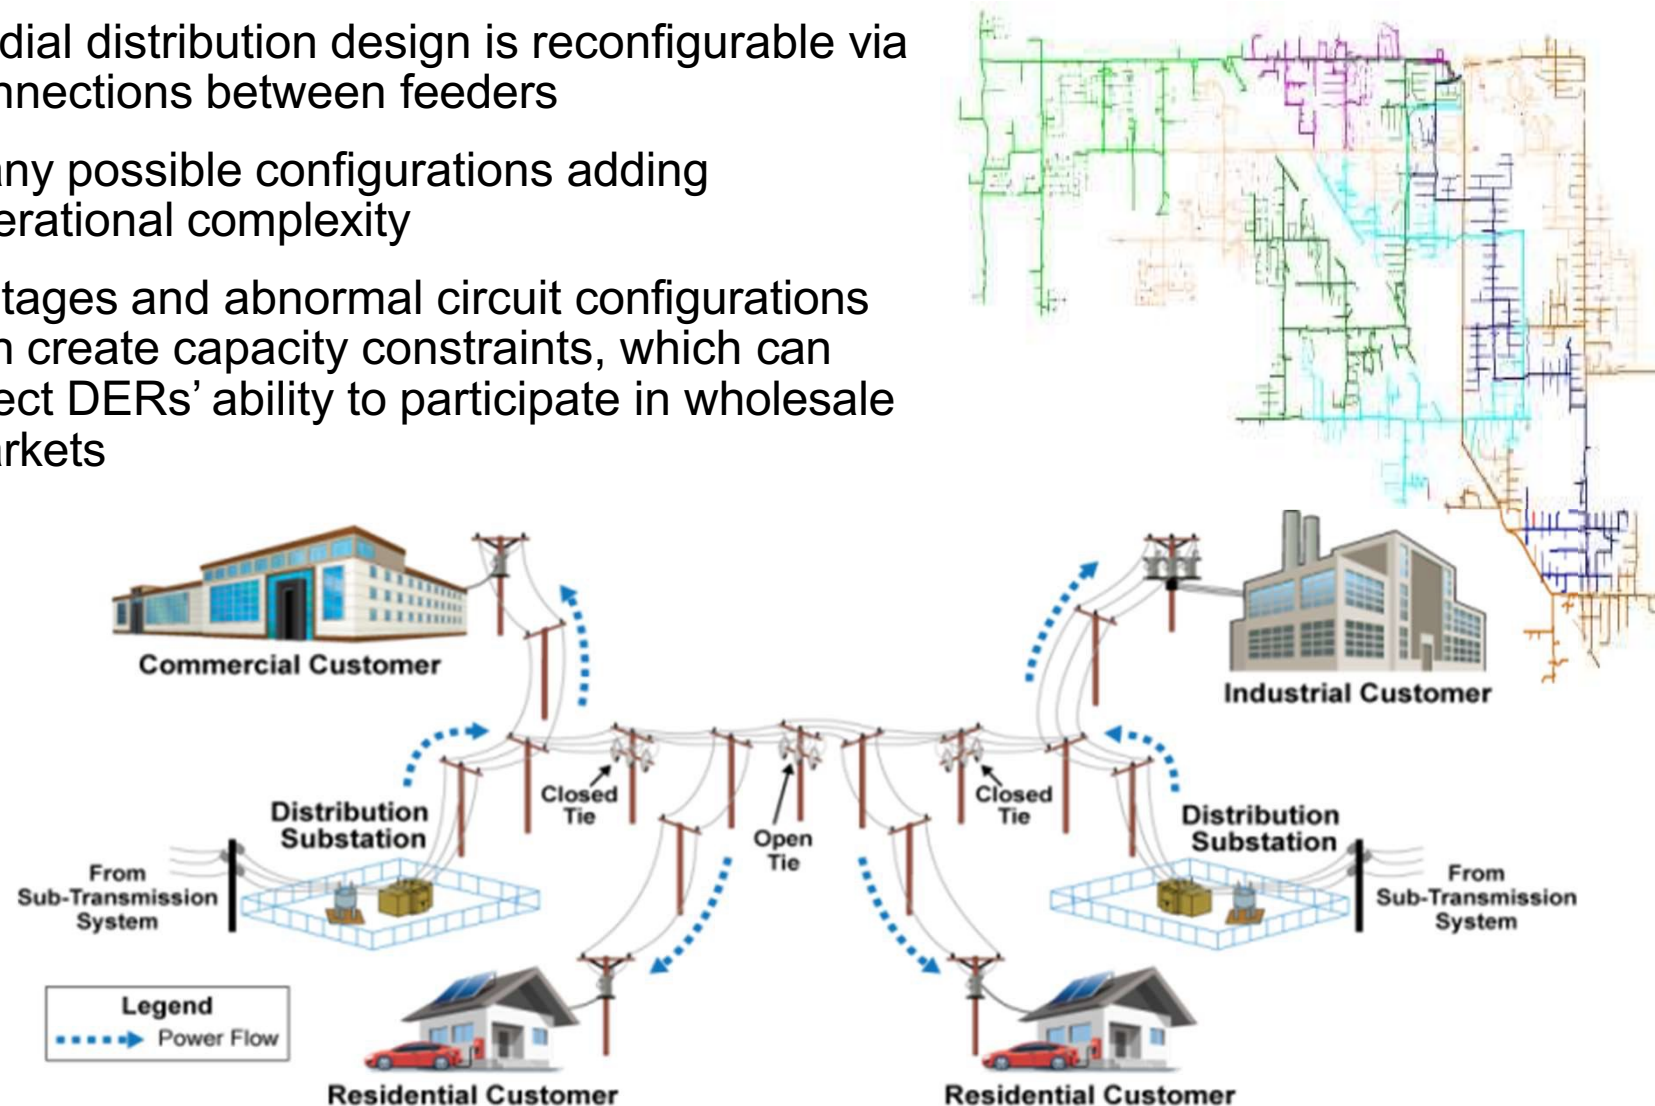 dial distribution design is reconfigurable via
nnections between feeders
any possible configurations adding
erational complexity
tages and abnormal circuit configurations
n create capacity constraints, which can
ect DERs’ ability to participate in wholesale
arkets
Commercial Customer
Industrial Customer
Closed
Tie
Open
Tie
Closed
Tie
Distribution
Substation
Distribution
Substation
From
Sub-Transmission
System
From
Sub-Transmission
System
Legend
Power Flow
Residential Customer
Residential Customer